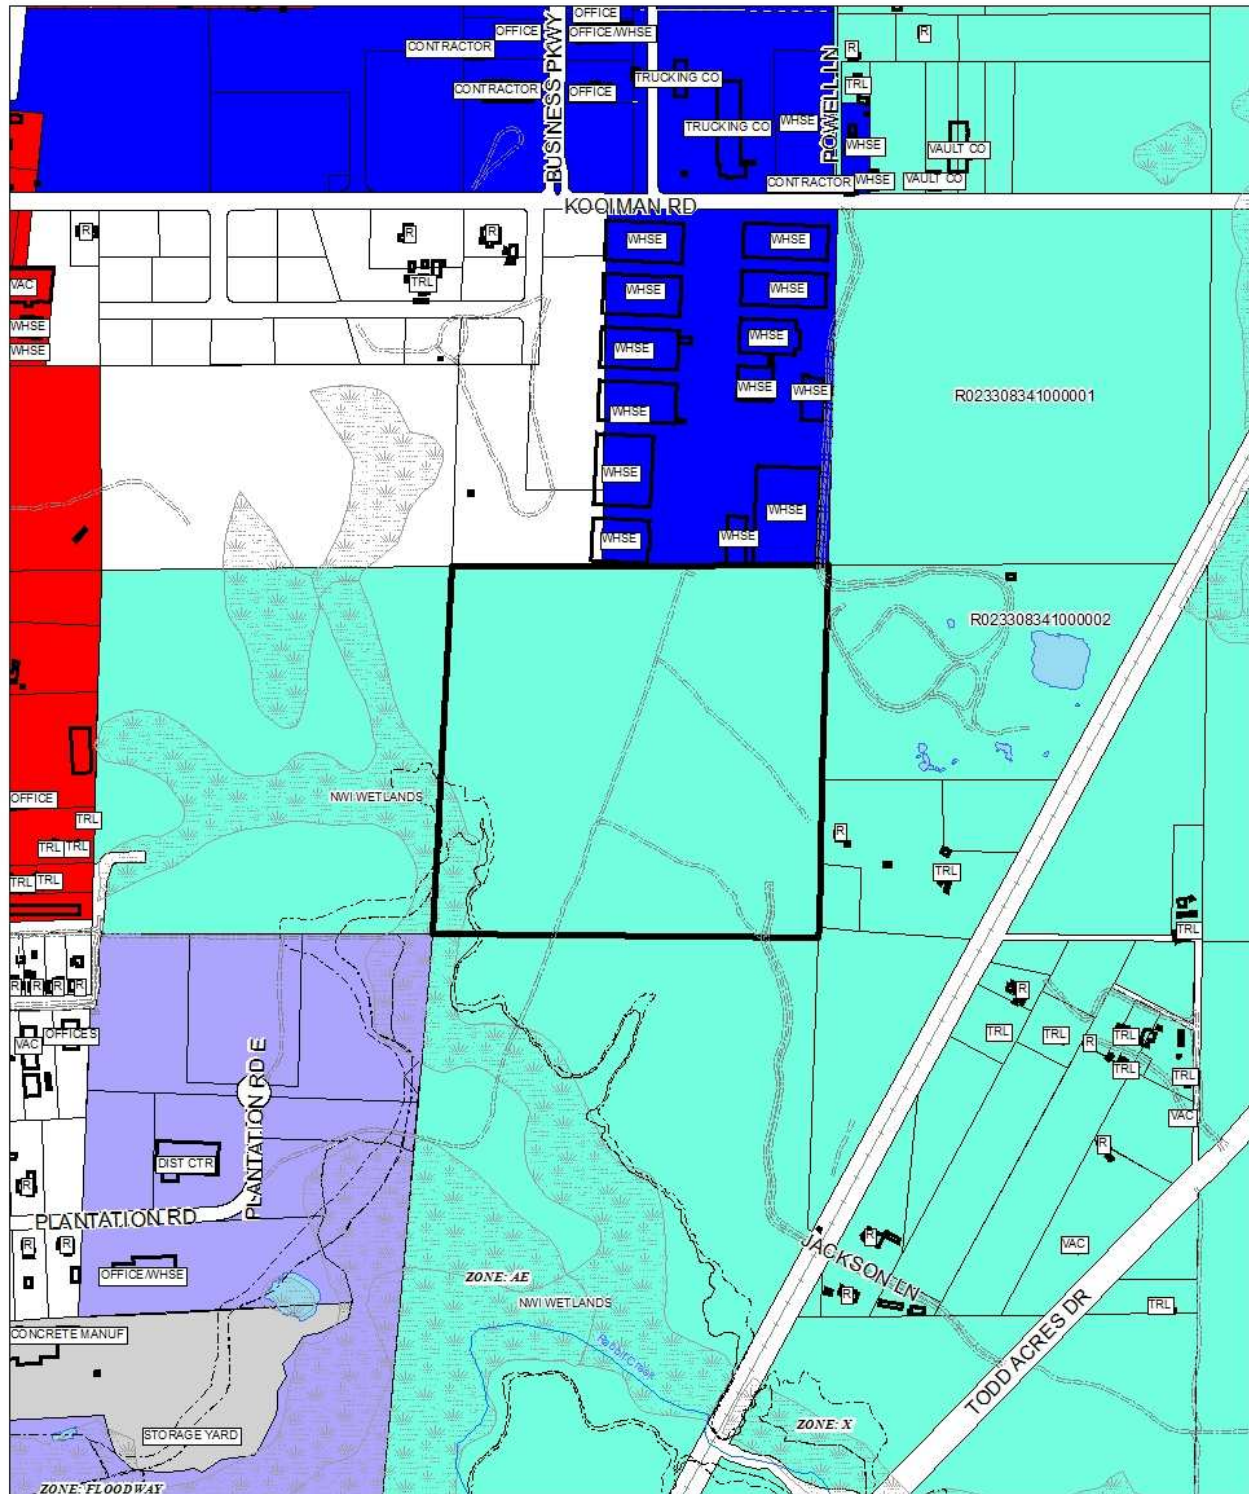 OFFICE
BUSINESS PKWY
OFFICE
OFFICE/WHSE
CONTRACTOR
POWELL LN
R
R
TRUCKING CO
TRL
CONTRACTOR
OFFICE
TRUCKING CO
WHSE
WHSE
VAULT CO
CONTRACTOR
WHSE
VAULT CO
KOOIMAN RD
R
R
R
WHSE
WHSE
VAC
TRL
WHSE
WHSE
WHSE
WHSE
WHSE
WHSE
WHSE
WHSE
WHSE
R023308341000001
WHSE
WHSE
WHSE
WHSE
WHSE
R023308341000002
NWI WETLANDS
OFFICE
TRL
R
TRL
TRL
TRL
TRL
TRL
TRL
R
R
R
R
R
OFFICES
VAC
TRL
TRL
R
TRL
TRL
TRL
VAC
PLANTATION RD E
DIST CTR
R
R
PLANTATION RD
R
R
R
JACKSON LN
VAC
ZONE: AE
OFFICE/WHSE
NWI WETLANDS
R
TRL
CONCRETE MANUF
Rabbit Creek
TODD ACRES DR
STORAGE YARD
ZONE: X
ZONE: FLOODWAY